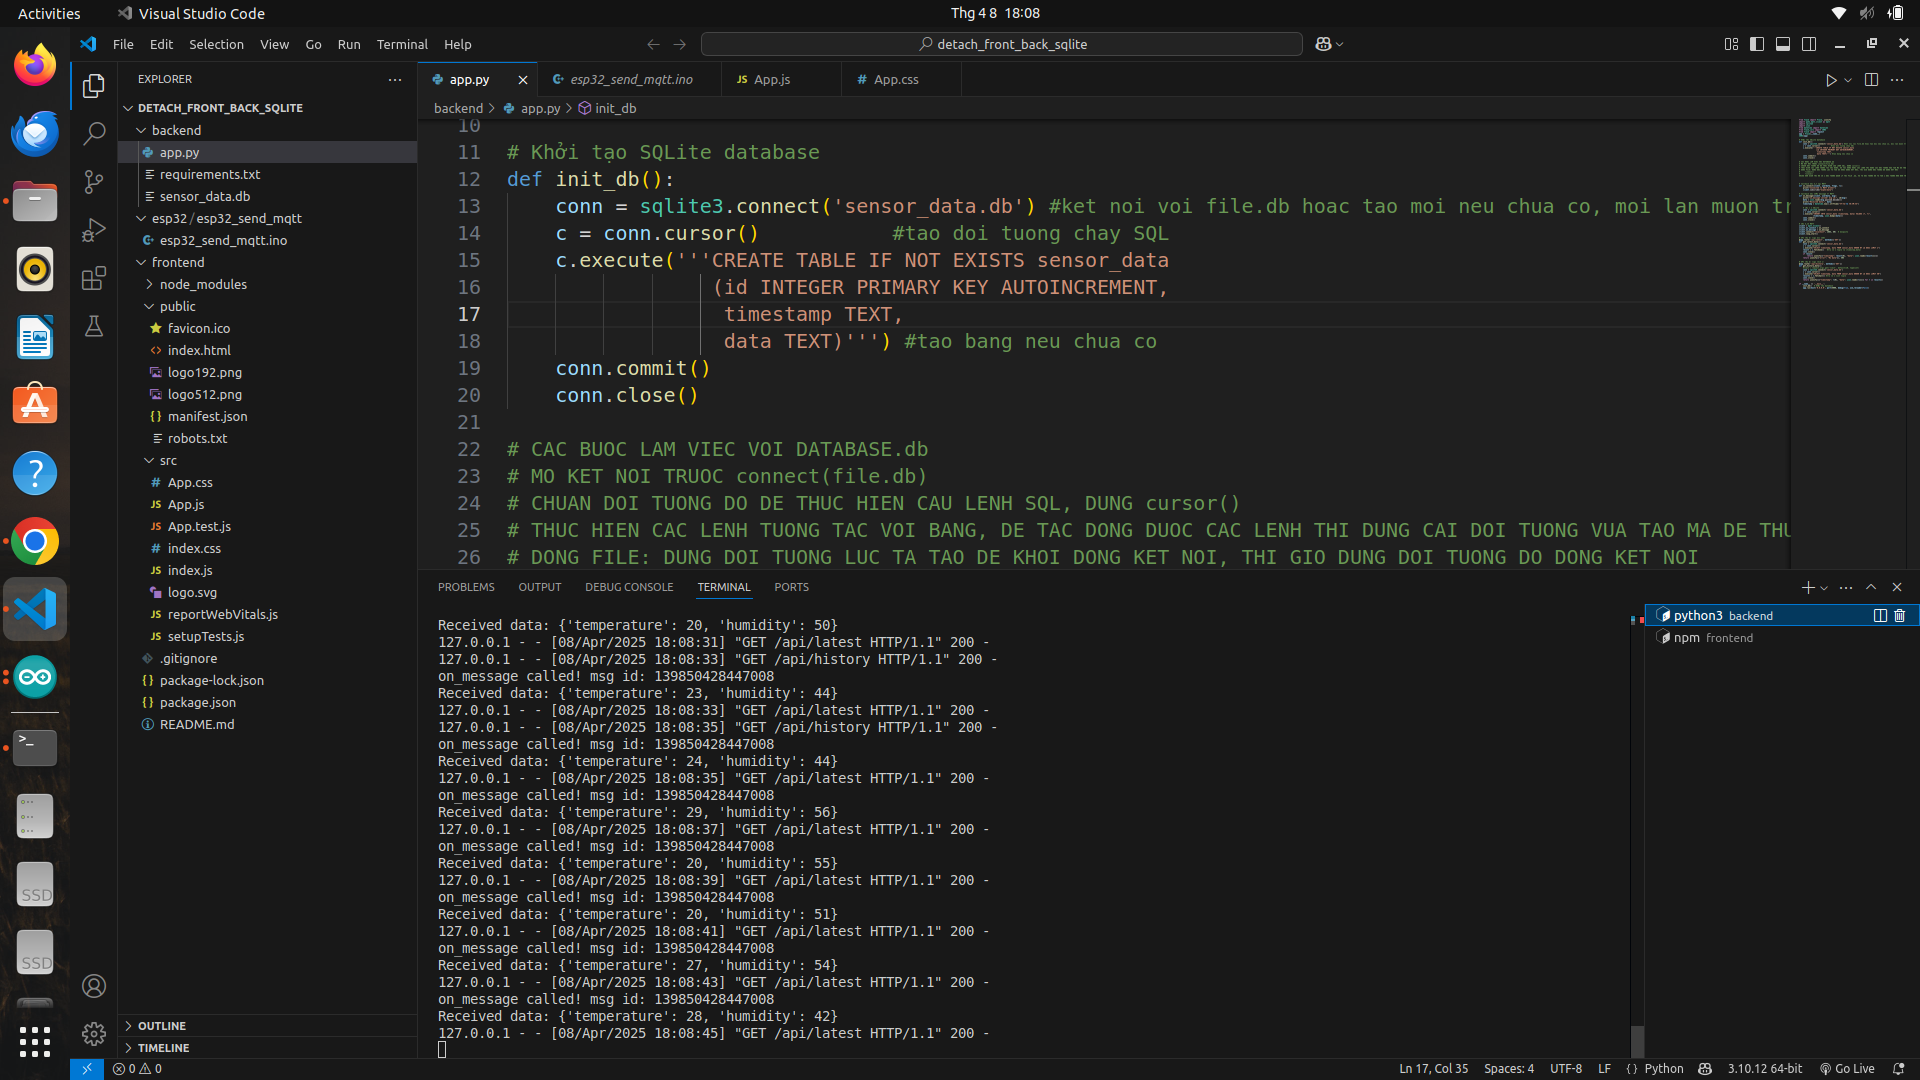 Activities
Visual Studio Code
Thg 4 8 18:08
File Edit Selection View Go Run Terminal Help
detach_front_back_sqlite
EXPLORER
DETACH_FRONT_BACK_SQLITE
backend
app.py
requirements.txt
sensor_data.db
esp32/esp32_send_mqtt
esp32_send_mqtt.ino
frontend
node_modules
public
favicon.ico
index.html
logo192.png
logo512.png
manifest.json
robots.txt
src
App.css
App.js
App.test.js
index.css
index.js
logo.svg
reportWebVitals.js
setupTests.js
.gitignore
package-lock.json
package.json
README.md
OUTLINE
TIMELINE
app.py
esp32_send_mqtt.ino
App.js
App.css
backend > app.py > init_db
10
11 # Khởi tạo SQLite database
12 def init_db():
13 conn = sqlite3.connect('sensor_data.db') #ket noi voi file.db hoac tao moi neu chua co, moi lan muon tr
14 c = conn.cursor() #tao doi tuong chay SQL
15 c.execute('''CREATE TABLE IF NOT EXISTS sensor_data
16 (id INTEGER PRIMARY KEY AUTOINCREMENT,
17 timestamp TEXT,
18 data TEXT)''') #tao bang neu chua co
19 conn.commit()
20 conn.close()
21
22 # CAC BUOC LAM VIEC VOI DATABASE.db
23 # MO KET NOI TRUOC connect(file.db)
24 # CHUAN DOI TUONG DO DE THUC HIEN CAU LENH SQL, DUNG cursor()
25 # THUC HIEN CAC LENH TUONG TAC VOI BANG, DE TAC DONG DUOC CAC LENH THI DUNG CAI DOI TUONG VUA TAO MA DE THU
26 # DONG FILE: DUNG DOI TUONG LUC TA TAO DE KHOI DONG KET NOI, THI GIO DUNG DOI TUONG DO DONG KET NOI
PROBLEMS OUTPUT DEBUG CONSOLE TERMINAL PORTS
Received data: {'temperature': 20, 'humidity': 50}
127.0.0.1 - - [08/Apr/2025 18:08:31] "GET /api/latest HTTP/1.1" 200 -
127.0.0.1 - - [08/Apr/2025 18:08:33] "GET /api/history HTTP/1.1" 200 -
on_message called! msg id: 139850428447008
Received data: {'temperature': 23, 'humidity': 44}
127.0.0.1 - - [08/Apr/2025 18:08:33] "GET /api/latest HTTP/1.1" 200 -
127.0.0.1 - - [08/Apr/2025 18:08:35] "GET /api/history HTTP/1.1" 200 -
on_message called! msg id: 139850428447008
Received data: {'temperature': 24, 'humidity': 44}
127.0.0.1 - - [08/Apr/2025 18:08:35] "GET /api/latest HTTP/1.1" 200 -
on_message called! msg id: 139850428447008
Received data: {'temperature': 29, 'humidity': 56}
127.0.0.1 - - [08/Apr/2025 18:08:37] "GET /api/latest HTTP/1.1" 200 -
on_message called! msg id: 139850428447008
Received data: {'temperature': 20, 'humidity': 55}
127.0.0.1 - - [08/Apr/2025 18:08:39] "GET /api/latest HTTP/1.1" 200 -
on_message called! msg id: 139850428447008
Received data: {'temperature': 20, 'humidity': 51}
127.0.0.1 - - [08/Apr/2025 18:08:41] "GET /api/latest HTTP/1.1" 200 -
on_message called! msg id: 139850428447008
Received data: {'temperature': 27, 'humidity': 54}
127.0.0.1 - - [08/Apr/2025 18:08:43] "GET /api/latest HTTP/1.1" 200 -
on_message called! msg id: 139850428447008
Received data: {'temperature': 28, 'humidity': 42}
127.0.0.1 - - [08/Apr/2025 18:08:45] "GET /api/latest HTTP/1.1" 200 -
python3 backend
npm frontend
SSD
SSD
0 0
Ln 17, Col 35 Spaces: 4 UTF-8 LF Python 3.10.12 64-bit Go Live